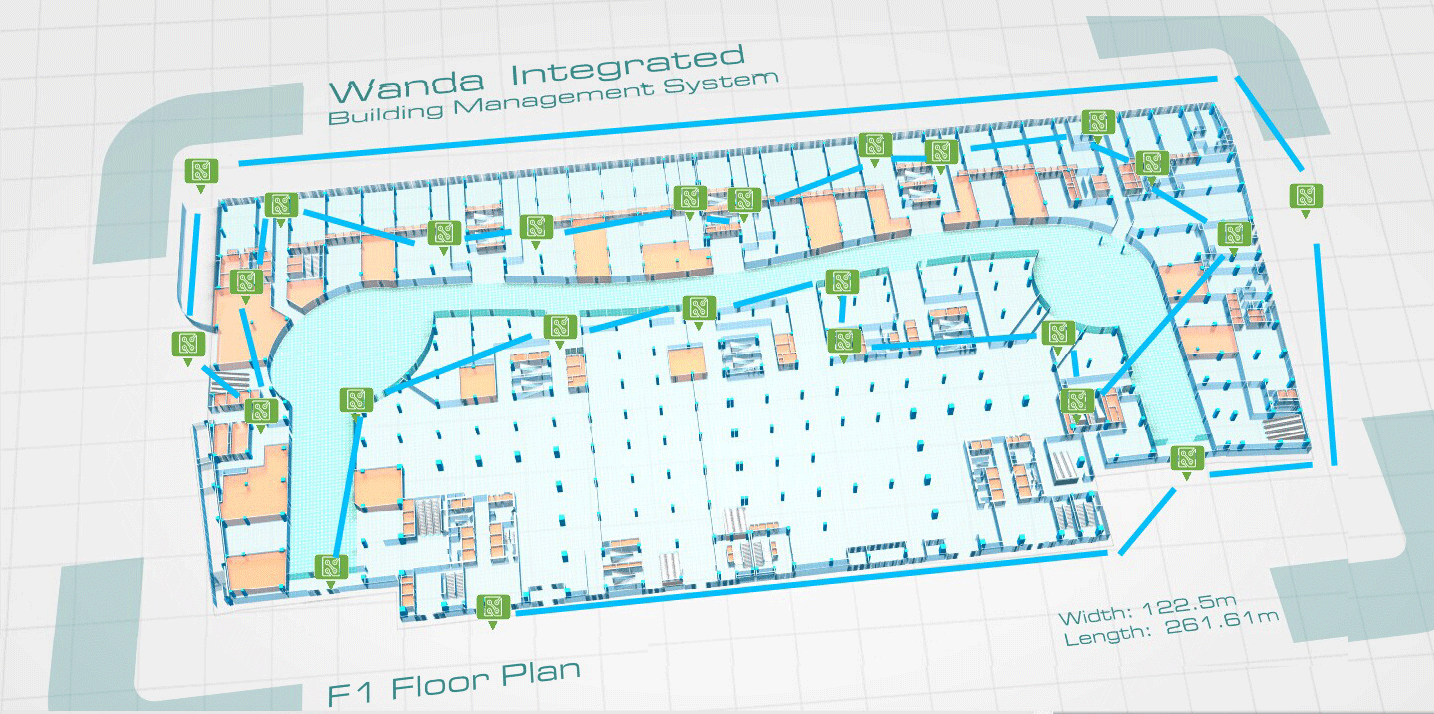 Wanda Integrated
Building Management System
Width: 122.5m
Length: 261.61m
F1 Floor Plan